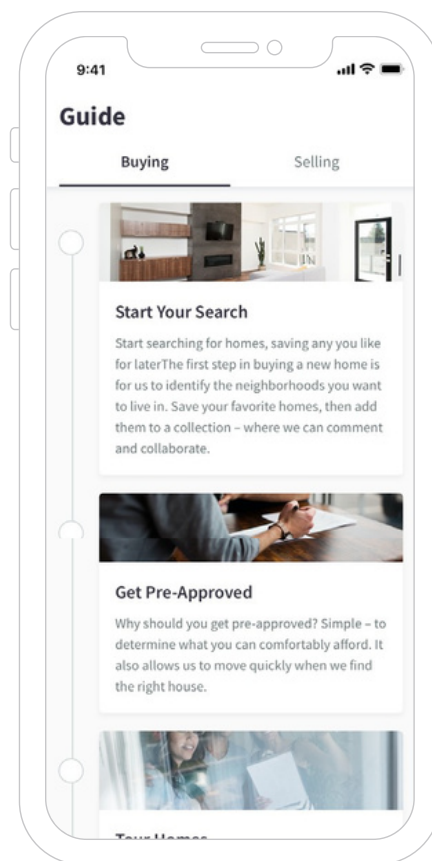 9:41
Guide
Buying Selling
Start Your Search
Start searching for homes, saving any you like
for laterThe first step in buying a new home is
for us to identify the neighborhoods you want
to live in. Save your favorite homes, then add
them to a collection – where we can comment
and collaborate.
Get Pre-Approved
Why should you get pre-approved? Simple – to
determine what you can comfortably afford. It
also allows us to move quickly when we find
the right house.
Tour Homes